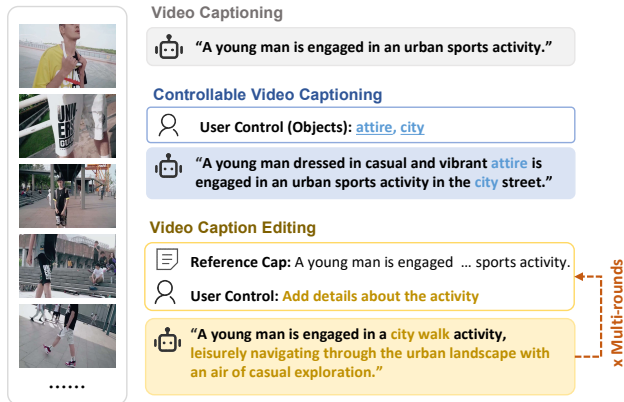 Video Captioning
“A young man is engaged in an urban sports activity.”
Controllable Video Captioning
User Control (Objects): attire, city
“A young man dressed in casual and vibrant attire is
engaged in an urban sports activity in the city street.”
Video Caption Editing
Reference Cap: A young man is engaged ... sports activity.
User Control: Add details about the activity
“A young man is engaged in a city walk activity,
leisurely navigating through the urban landscape with
an air of casual exploration.”
x Multi-rounds
UNIV
ERS
......